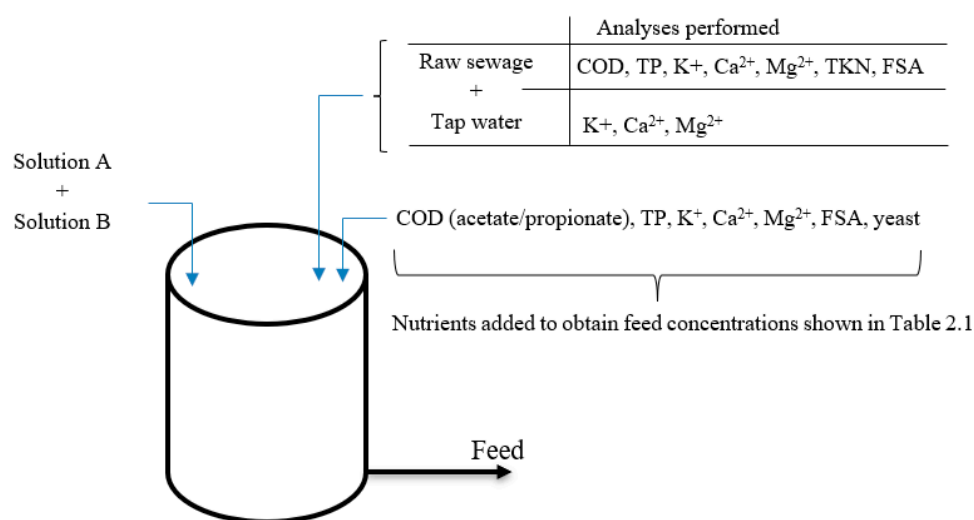 Analyses performed
Raw sewage
COD, TP, K+, Ca²⁺, Mg²⁺, TKN, FSA
+
Tap water
K+, Ca²⁺, Mg²⁺
Solution A
+
Solution B
COD (acetate/propionate), TP, K⁺, Ca²⁺, Mg²⁺, FSA, yeast
Nutrients added to obtain feed concentrations shown in Table 2.1
Feed